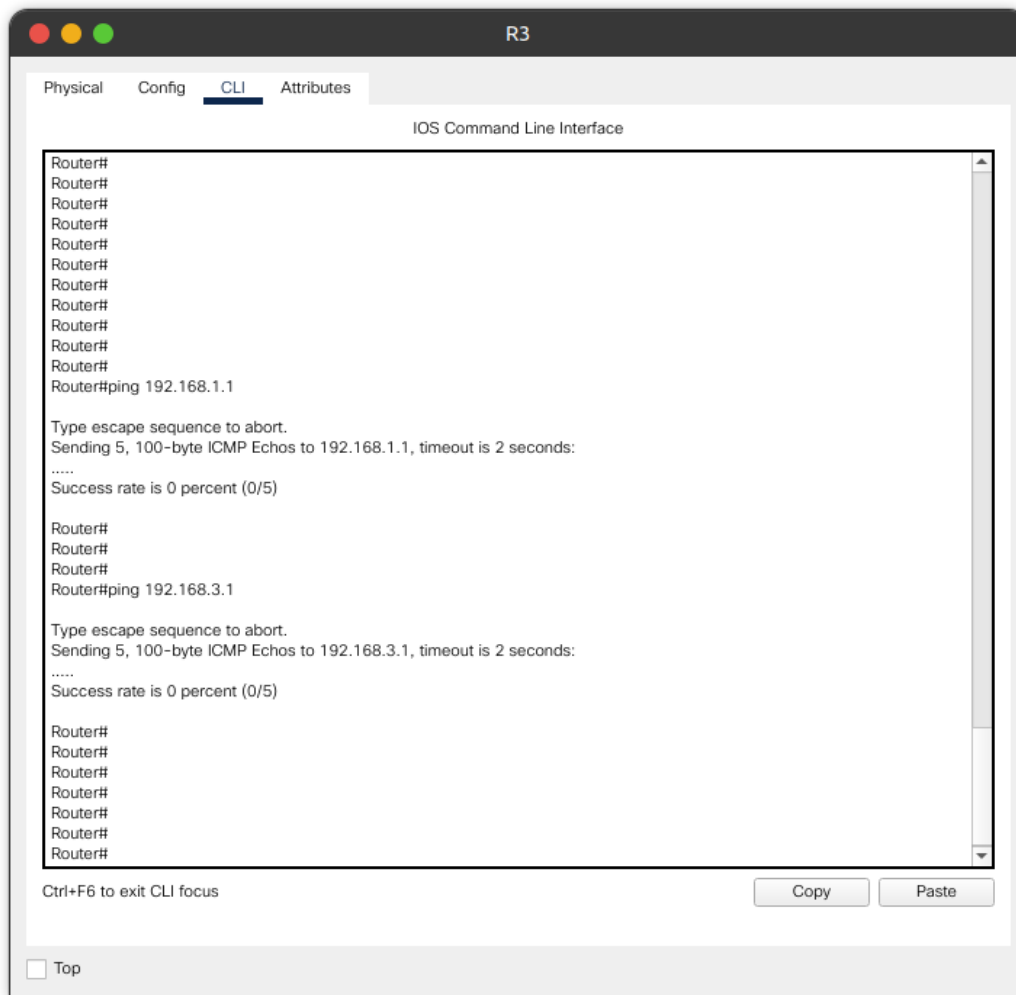 R3
Physical Config CLI Attributes
IOS Command Line Interface
Router#
Router#
Router#
Router#
Router#
Router#
Router#
Router#
Router#
Router#
Router#
Router#ping 192.168.1.1
Type escape sequence to abort.
Sending 5, 100-byte ICMP Echos to 192.168.1.1, timeout is 2 seconds:
.....
Success rate is 0 percent (0/5)
Router#
Router#
Router#
Router#ping 192.168.3.1
Type escape sequence to abort.
Sending 5, 100-byte ICMP Echos to 192.168.3.1, timeout is 2 seconds:
.....
Success rate is 0 percent (0/5)
Router#
Router#
Router#
Router#
Router#
Router#
Router#
Ctrl+F6 to exit CLI focus
Copy Paste
Top